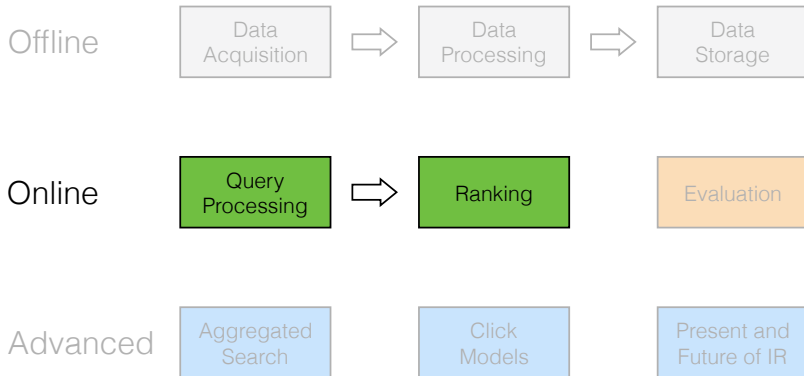 Offline
Data
Acquisition
Data
Processing
Data
Storage
Online
Query
Processing
Ranking
Evaluation
Advanced
Aggregated
Search
Click
Models
Present and
Future of IR